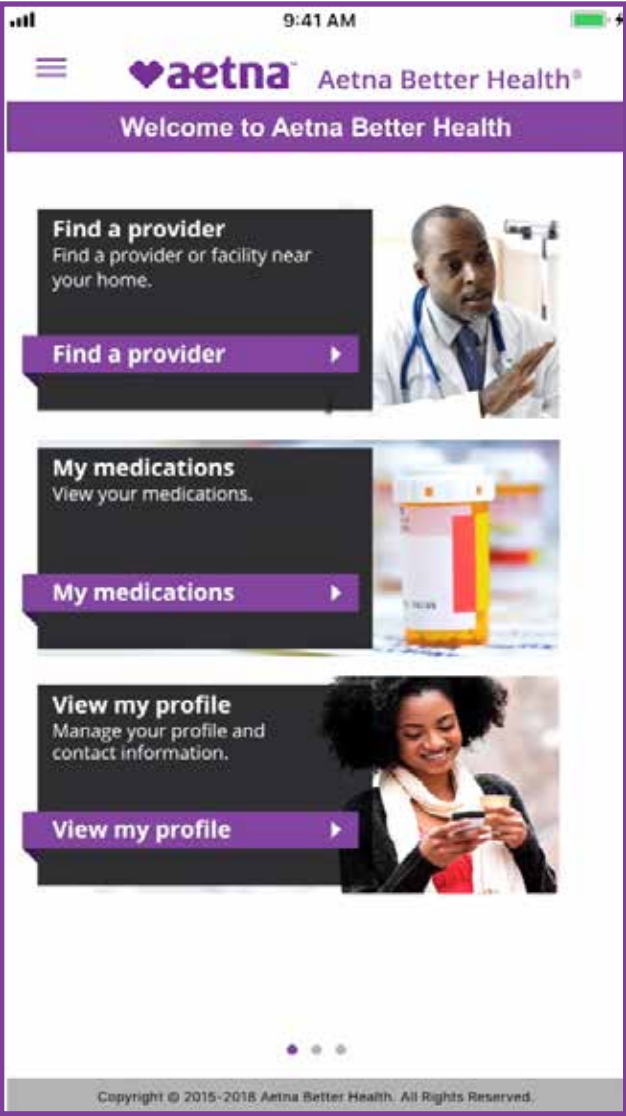 9:41 AM
aetna™ Aetna Better Health®
Welcome to Aetna Better Health
Find a provider
Find a provider or facility near
your home.
Find a provider
My medications
View your medications.
My medications
View my profile
Manage your profile and
contact information.
View my profile
Copyright © 2015-2018 Aetna Better Health. All Rights Reserved.